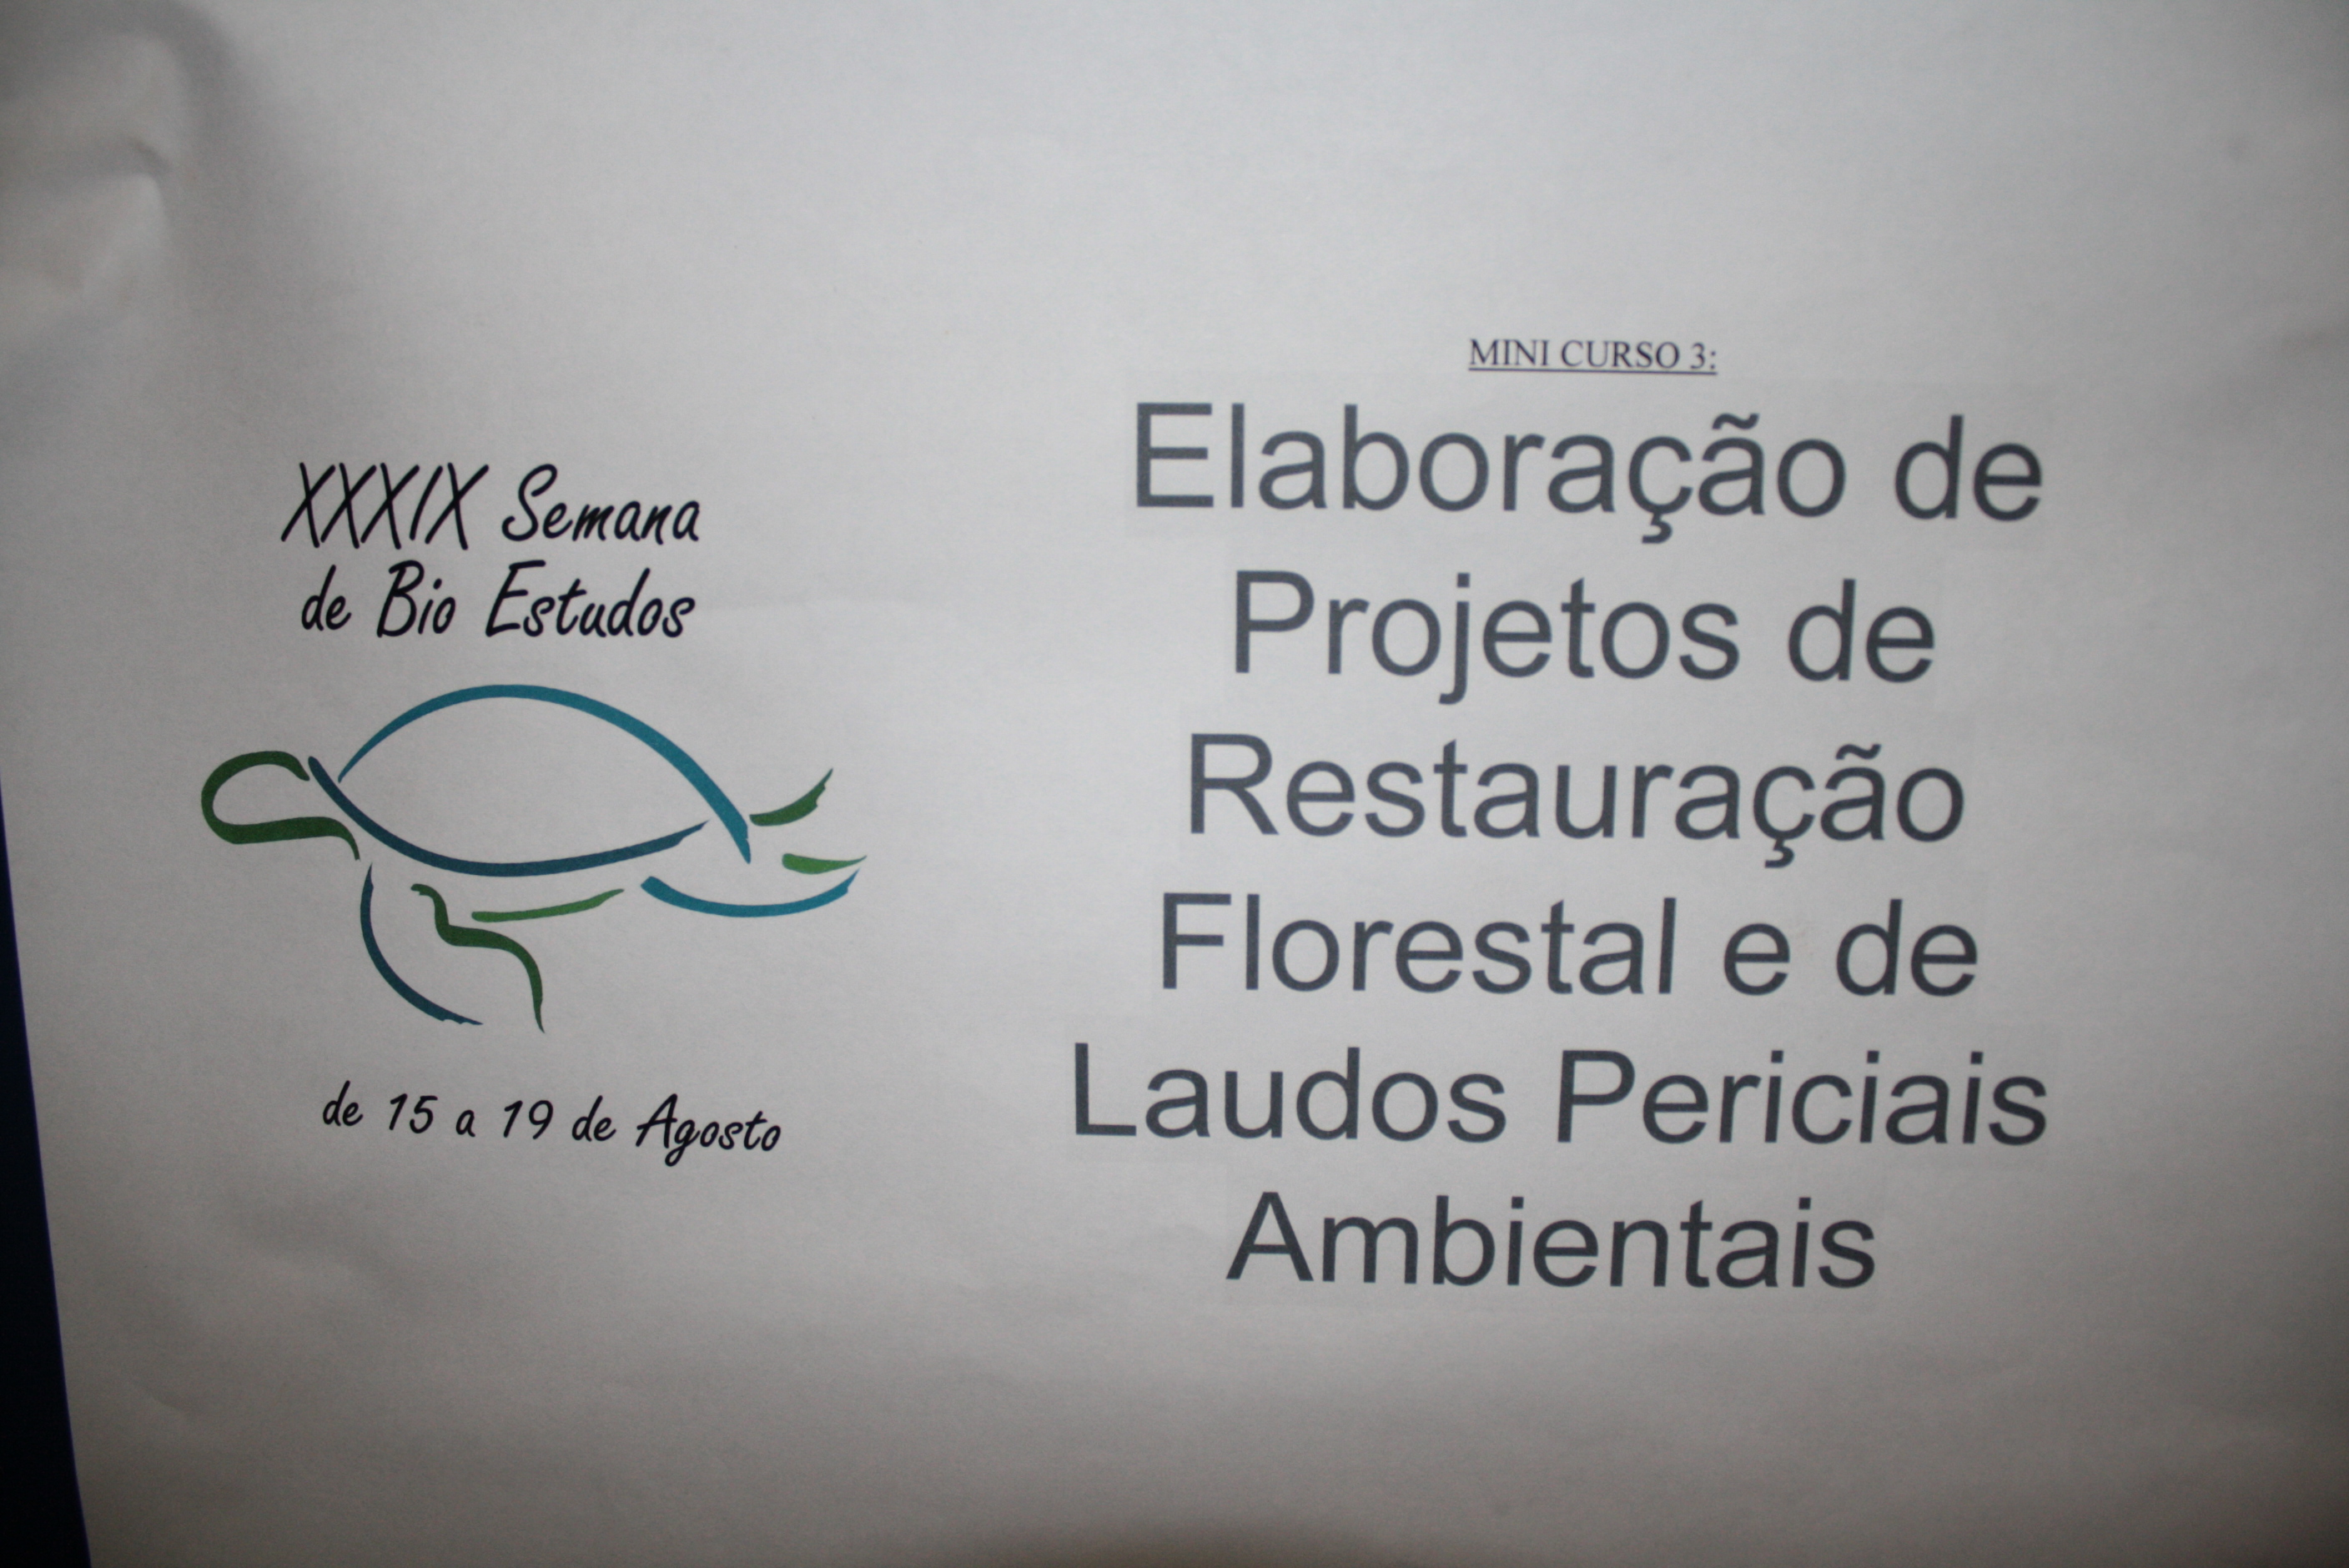 XXXIX Semana
de Bio Estudos
de 15 a 19 de Agosto
MINI CURSO 3:
Elaboração de
Projetos de
Restauração
Florestal e de
Laudos Periciais
Ambientais